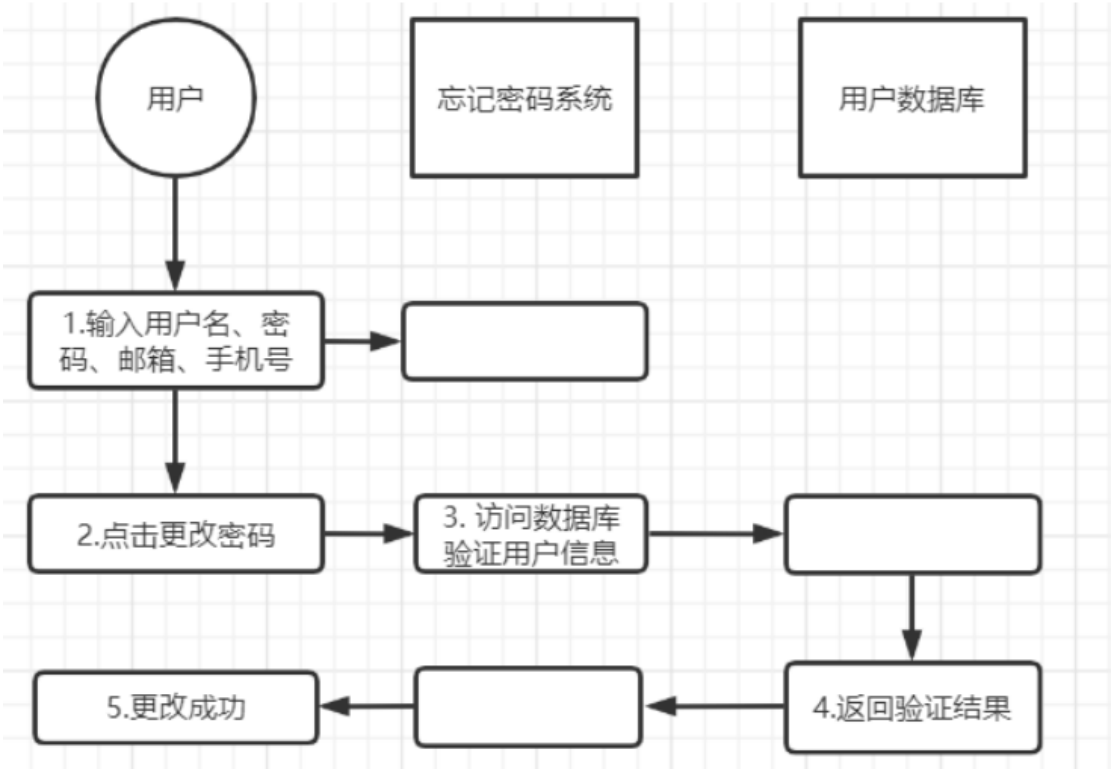 用户
忘记密码系统
用户数据库
1.输入用户名、密
码、邮箱、手机号
2.点击更改密码
3. 访问数据库
验证用户信息
5.更改成功
4.返回验证结果